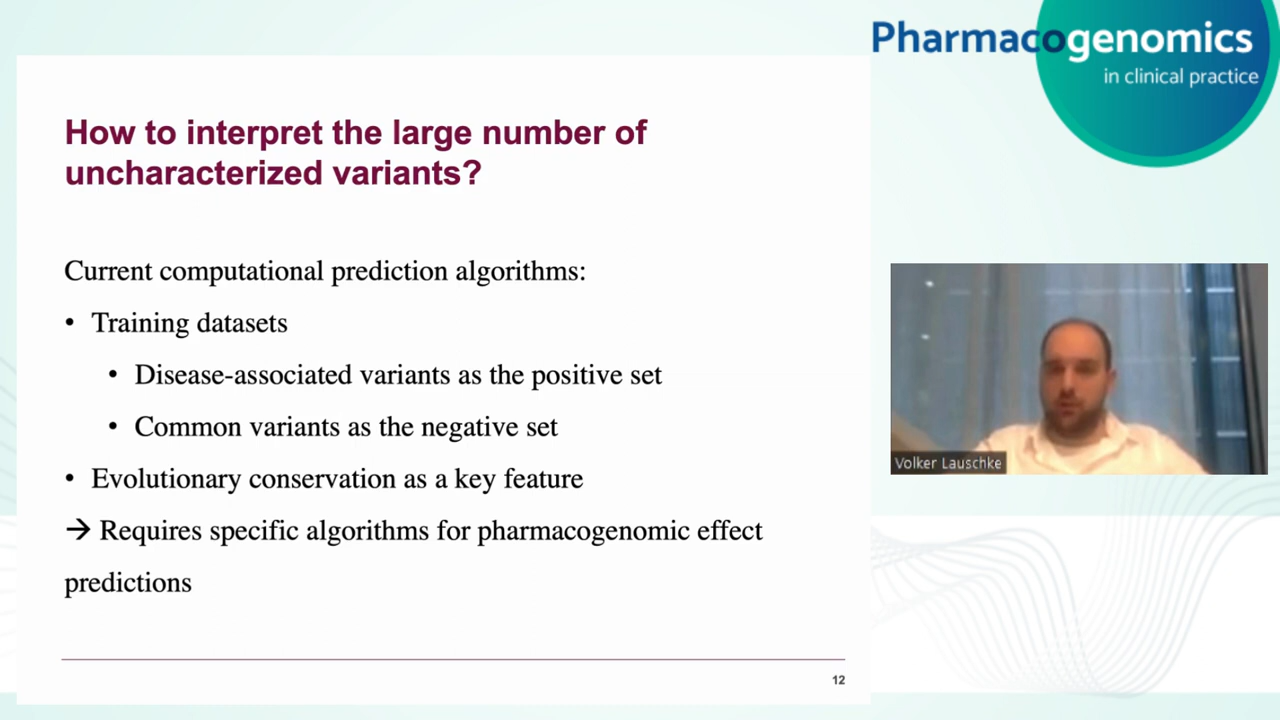 Pharmacogenomics
in clinical practice
How to interpret the large number of
uncharacterized variants?
Current computational prediction algorithms:
• Training datasets
• Disease-associated variants as the positive set
• Common variants as the negative set
• Evolutionary conservation as a key feature
→ Requires specific algorithms for pharmacogenomic effect
predictions
Volker Lauschke
12